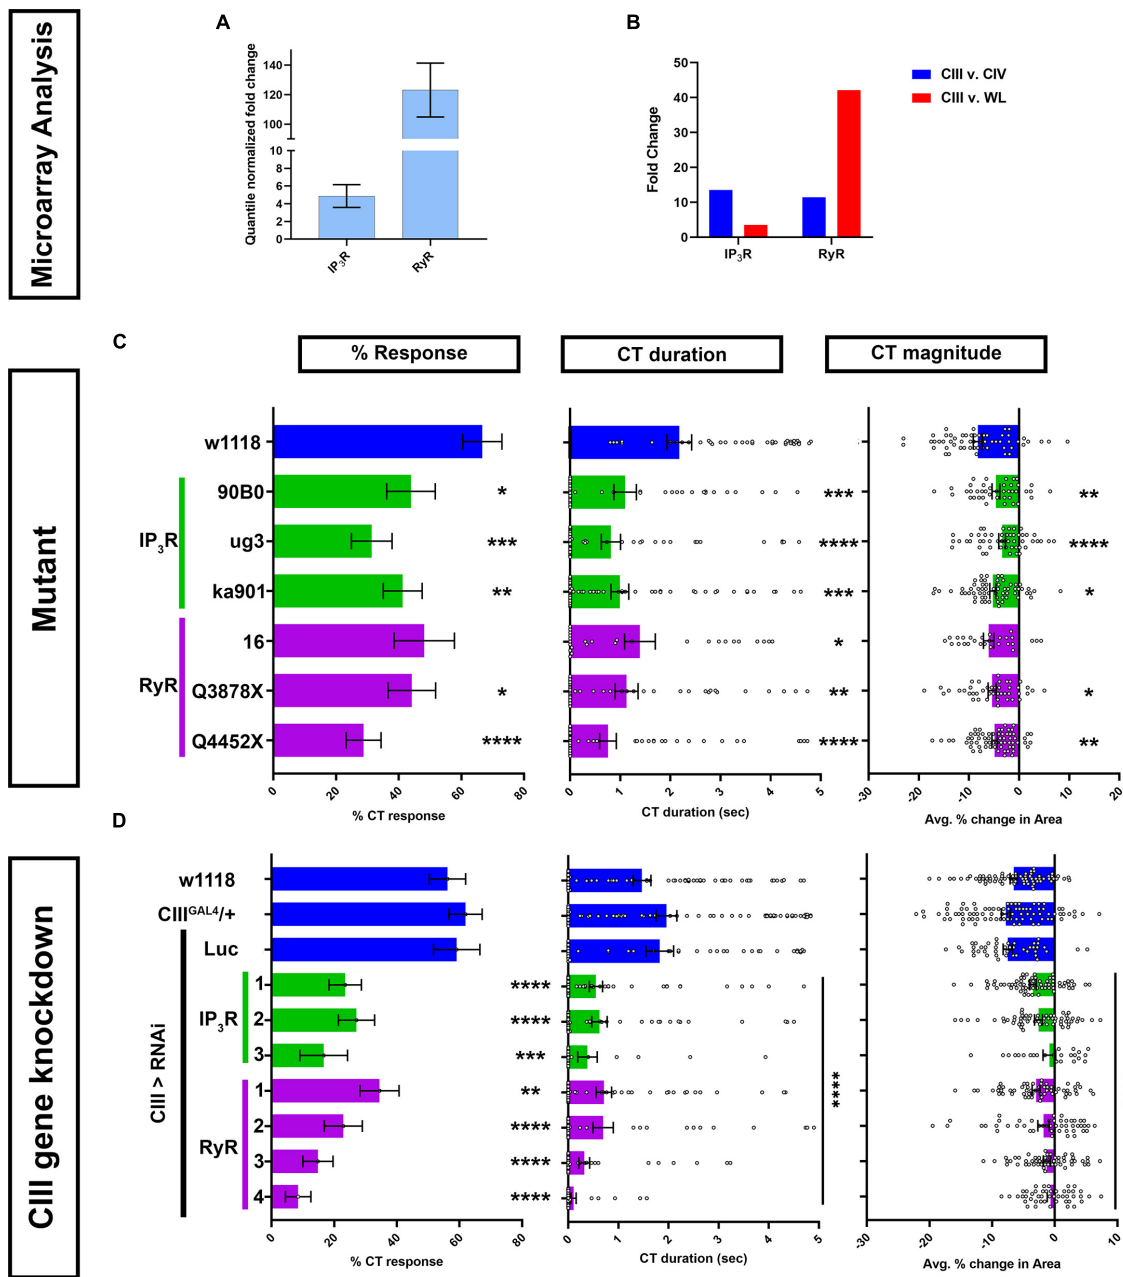 Microarray Analysis
A
Quantile normalized fold change
140
120
100
10
8
6
4
2
0
IP3R
RyR
B
Fold Change
50
40
30
20
10
0
IP3R
RyR
CIII v. CIV
CIII v. WL
Mutant
C
% Response
CT duration
CT magnitude
w1118
IP3R
90B0
* *** **
ug3
*** **** ****
ka901
** *** *
RyR
16
*
Q3878X
* ** *
Q4452X
**** **** **
0 20 40 60 80
% CT response
0 1 2 3 4 5
CT duration (sec)
-30 -20 -10 0 10 20
Avg. % change in Area
CIII gene knockdown
D
w1118
CIIIGAL4/+
CIII > RNAi
Luc
IP3R
1
****
2
****
3
***
RyR
1
**
2
****
3
****
4
****
****
0 20 40 60 80
% CT response
0 1 2 3 4 5
CT duration (sec)
-30 -20 -10 0 10
Avg. % change in Area